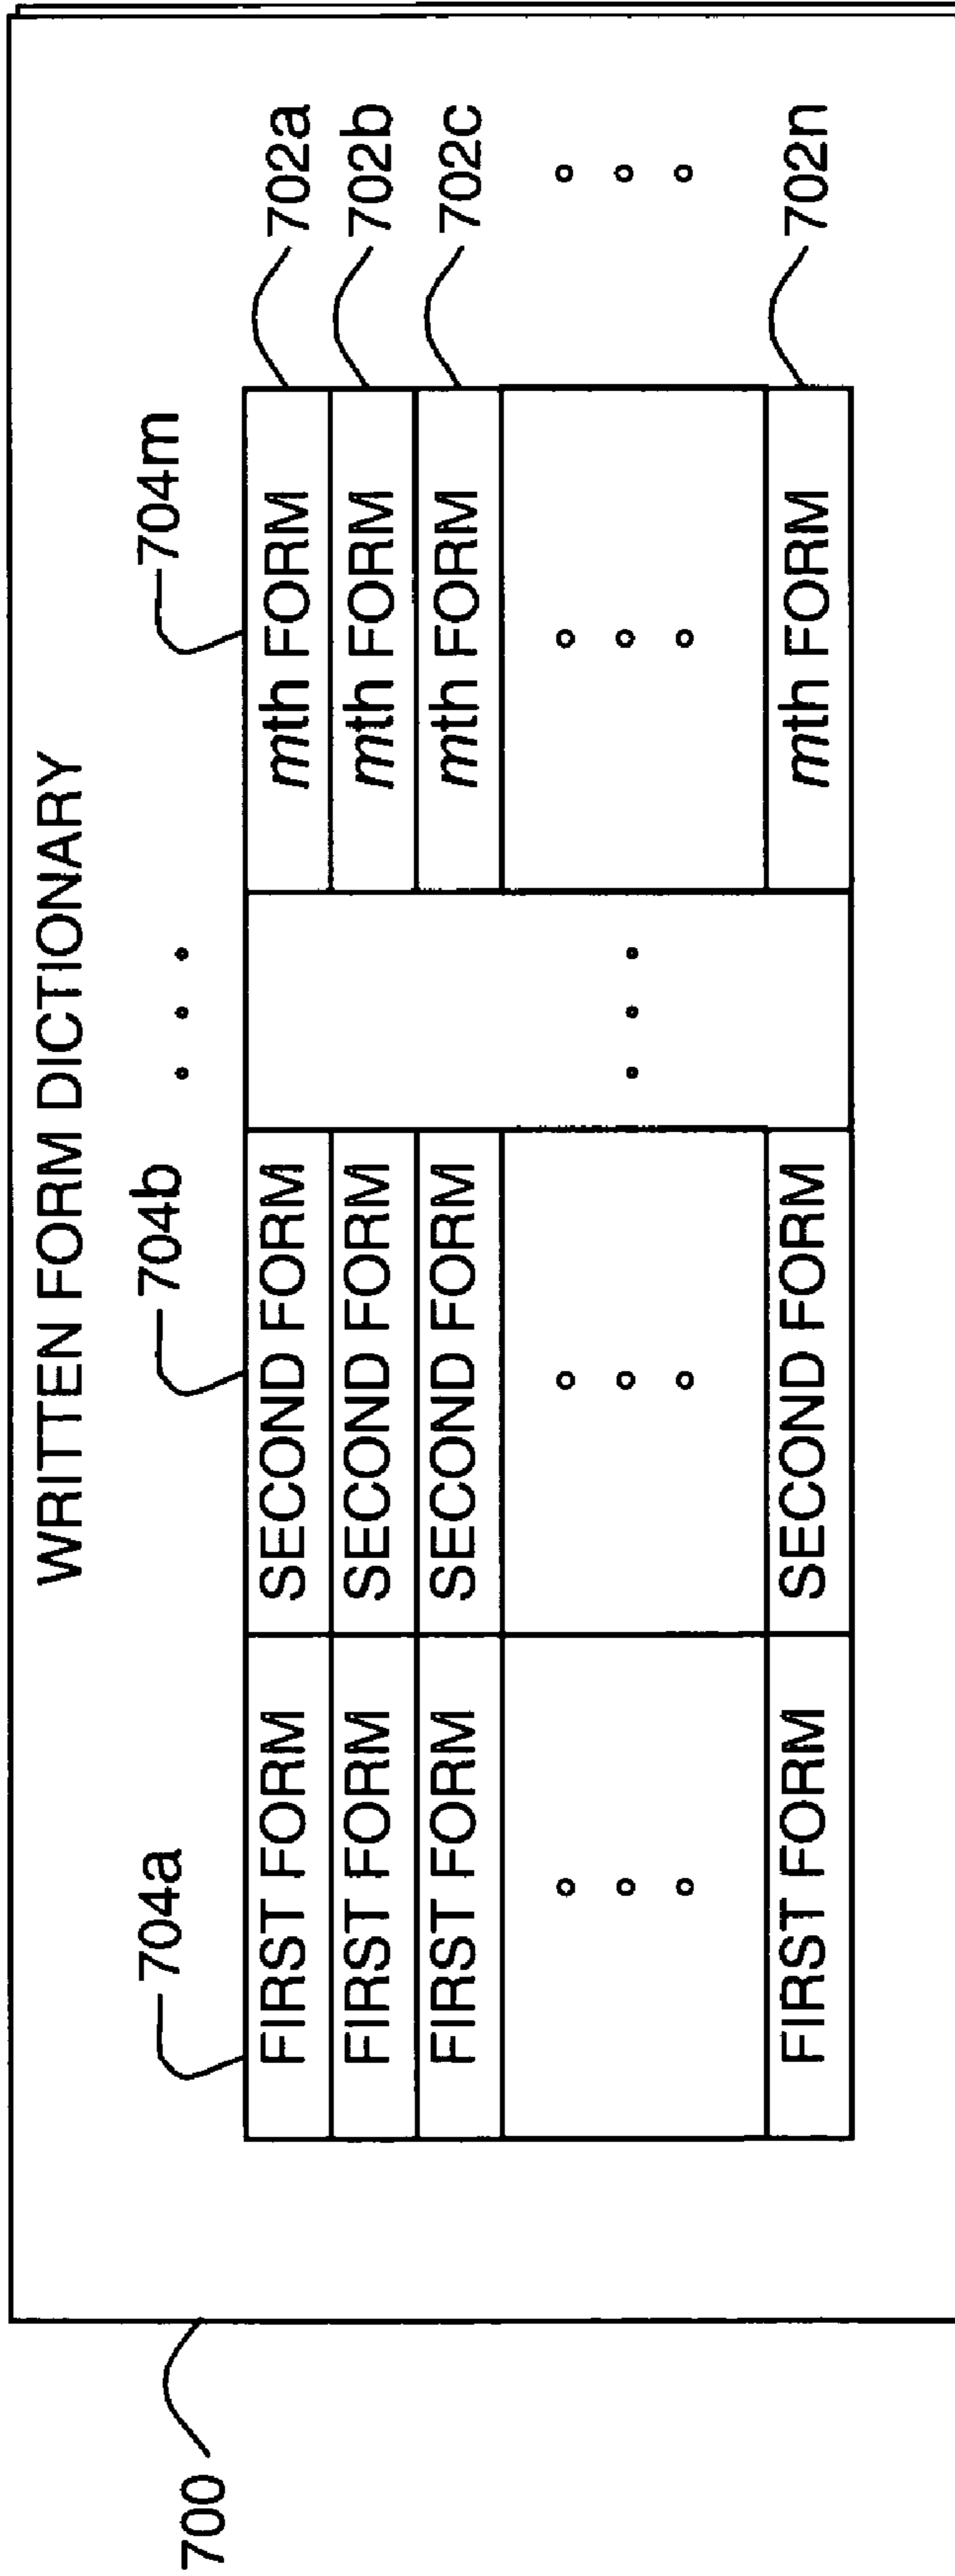 WRITTEN FORM DICTIONARY
700
704a 704b 704m
FIRST FORM SECOND FORM mth FORM 702a
FIRST FORM SECOND FORM mth FORM 702b
FIRST FORM SECOND FORM mth FORM 702c
FIRST FORM SECOND FORM mth FORM 702n